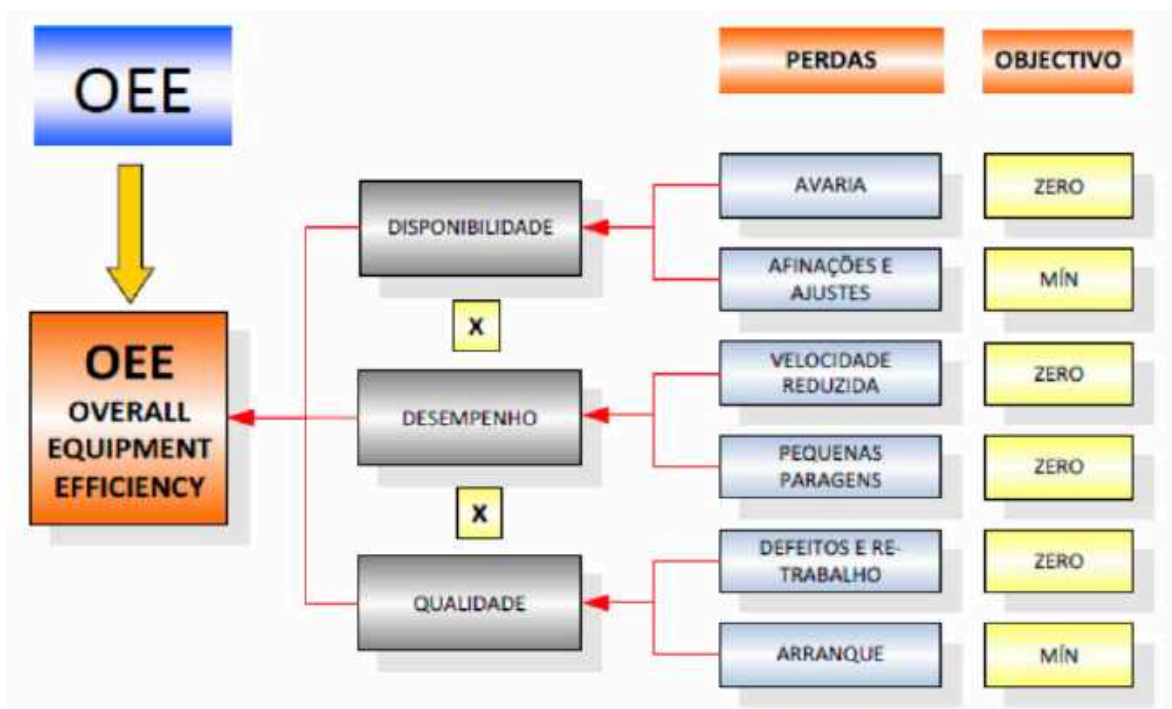 OEE
PERDAS
OBJECTIVO
AVARIA
ZERO
DISPONIBILIDADE
AFINAÇÕES E
AJUSTES
MÍN
X
OEE
OVERALL
EQUIPMENT
EFFICIENCY
VELOCIDADE
REDUZIDA
ZERO
DESEMPENHO
PEQUENAS
PARAGENS
ZERO
X
DEFEITOS E RE-
TRABALHO
ZERO
QUALIDADE
ARRANQUE
MÍN